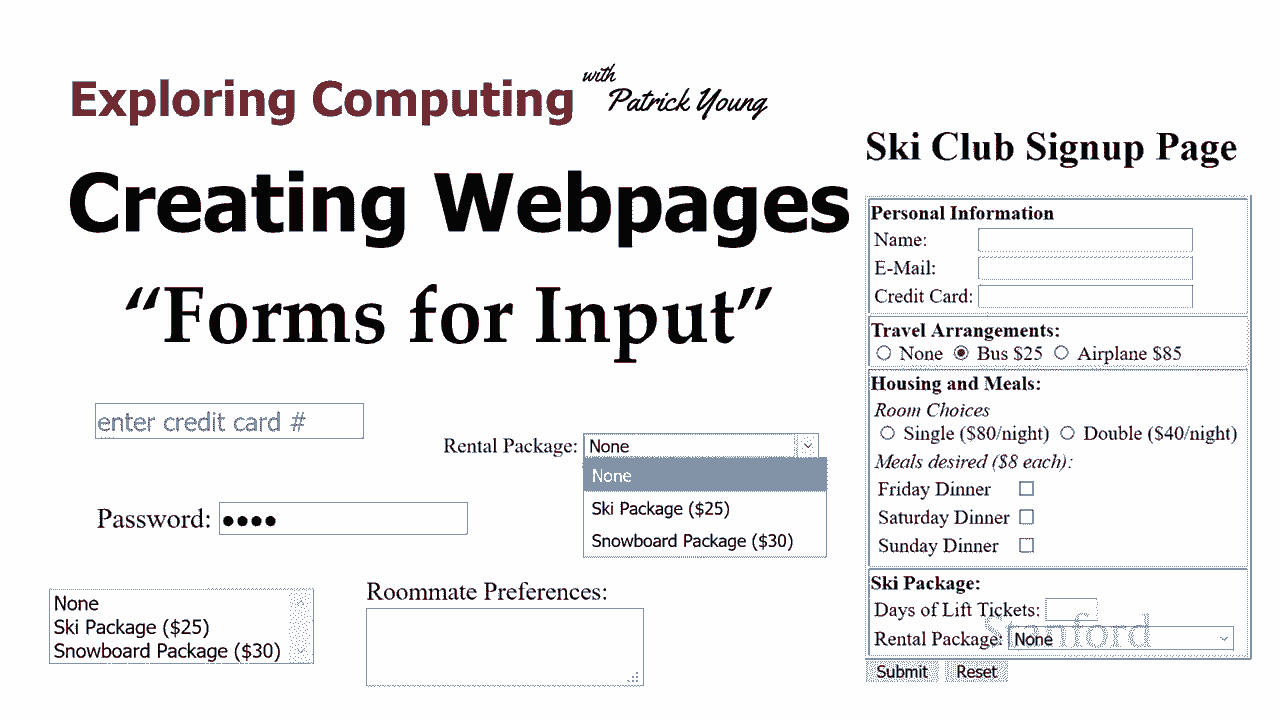 Exploring Computing with Patrick Young
Creating Webpages
“Forms for Input”
enter credit card #
Rental Package: None
None
Ski Package ($25)
Snowboard Package ($30)
Password: ●●●●
None
Ski Package ($25)
Snowboard Package ($30)
Roommate Preferences:
Ski Club Signup Page
Personal Information
Name:
E-Mail:
Credit Card:
Travel Arrangements:
None Bus $25 Airplane $85
Housing and Meals:
Room Choices
Single ($80/night) Double ($40/night)
Meals desired ($8 each):
Friday Dinner
Saturday Dinner
Sunday Dinner
Ski Package:
Days of Lift Tickets:
Rental Package: None
Stanford
Submit Reset